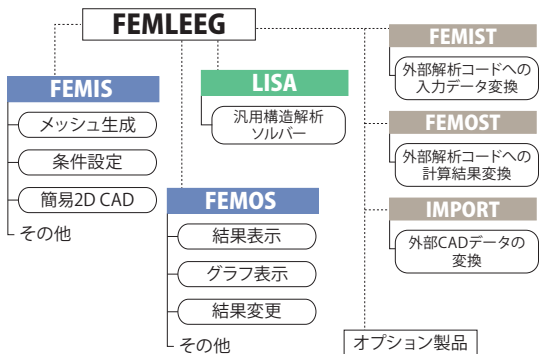 FEMLEEG
FEMIS
メッシュ生成
条件設定
簡易2D CAD
その他
LISA
汎用構造解析
ソルバー
FEMOS
結果表示
グラフ表示
結果変更
その他
FEMIST
外部解析コードへの
入力データ変換
FEMOST
外部解析コードへの
計算結果変換
IMPORT
外部CADデータの
変換
オプション製品